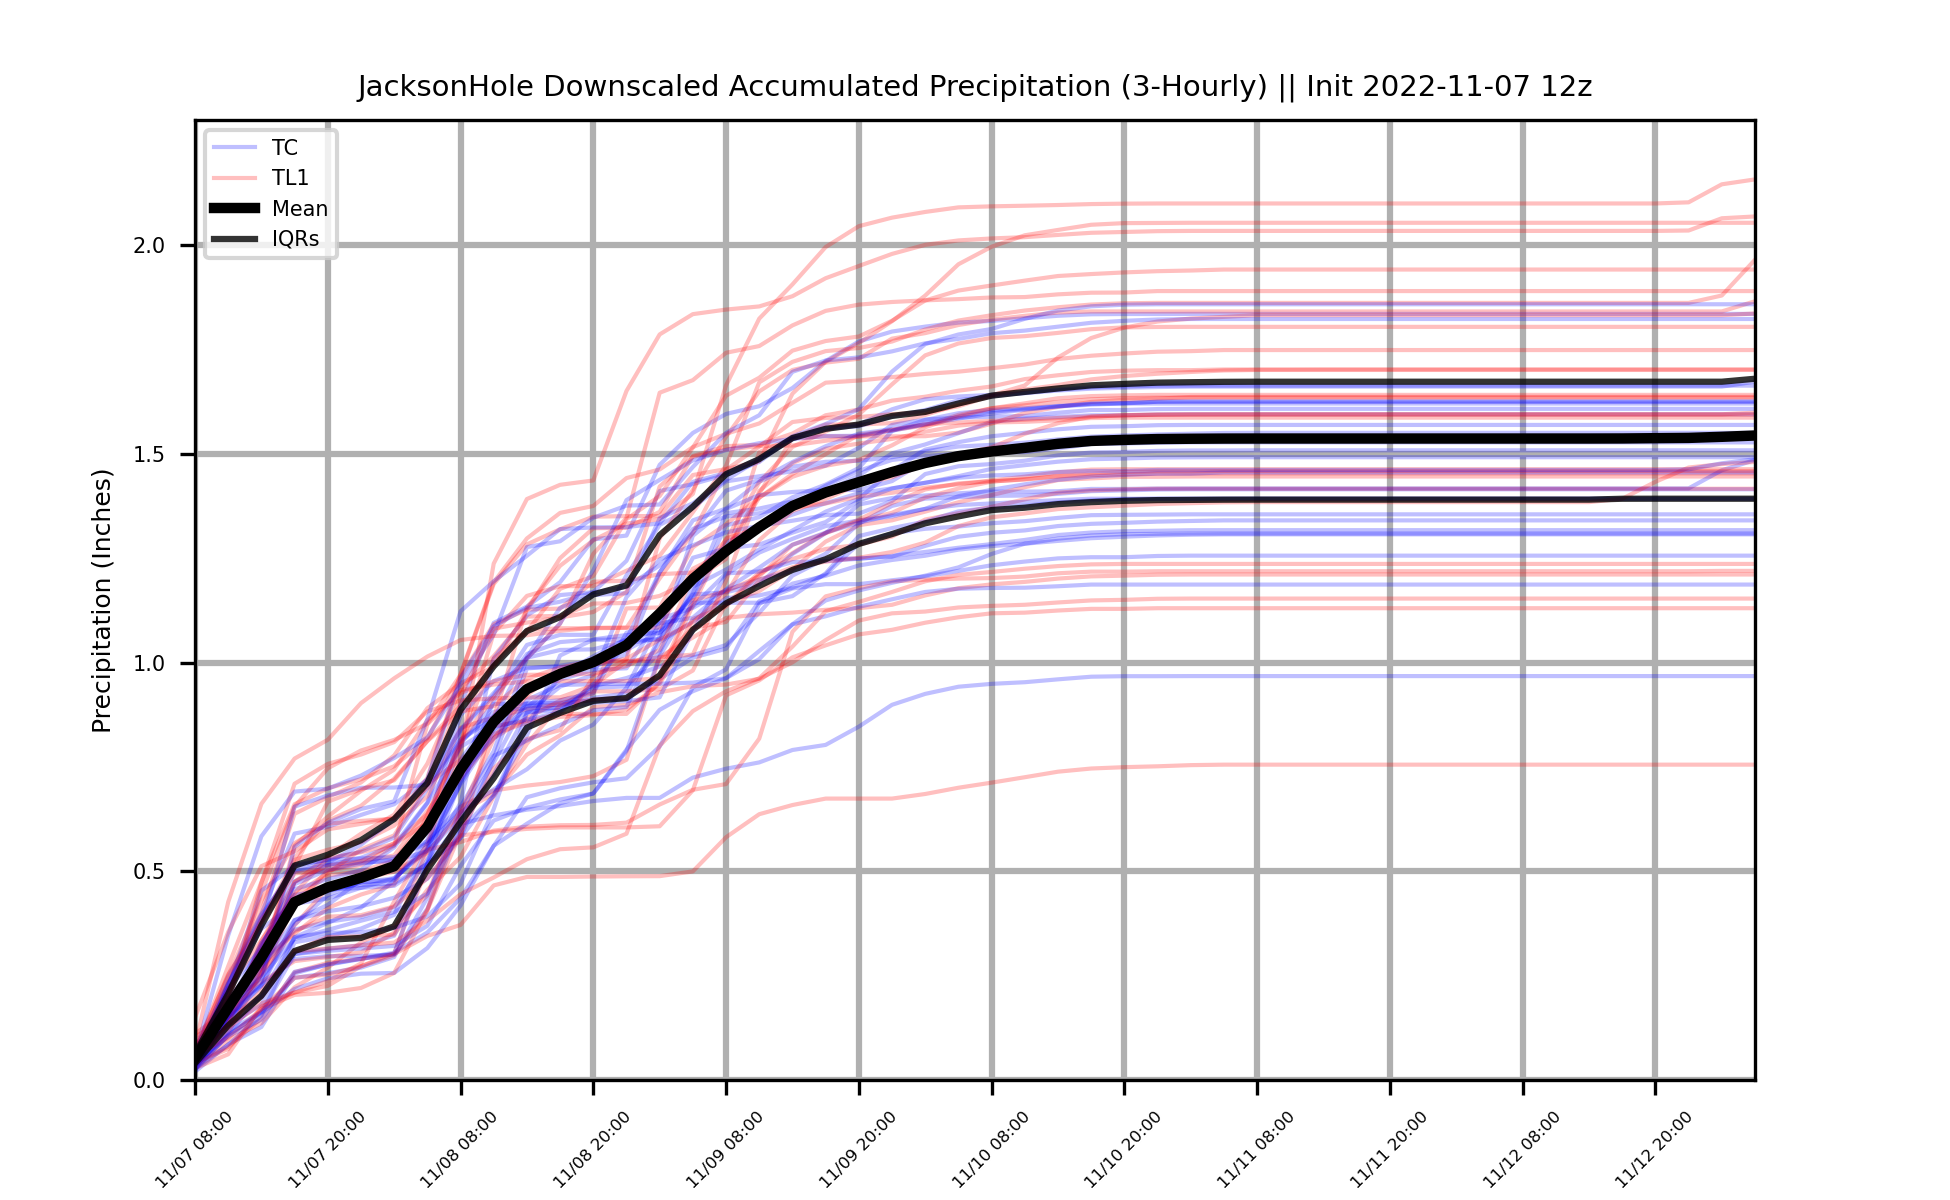 JacksonHole Downscaled Accumulated Precipitation (3-Hourly) || Init 2022-11-07 12z
TC
TL1
Mean
IQRs
Precipitation (Inches)
2.0
1.5
1.0
0.5
0.0
11/07 08:00
11/07 20:00
11/08 08:00
11/08 20:00
11/09 08:00
11/09 20:00
11/10 08:00
11/10 20:00
11/11 08:00
11/11 20:00
11/12 08:00
11/12 20:00